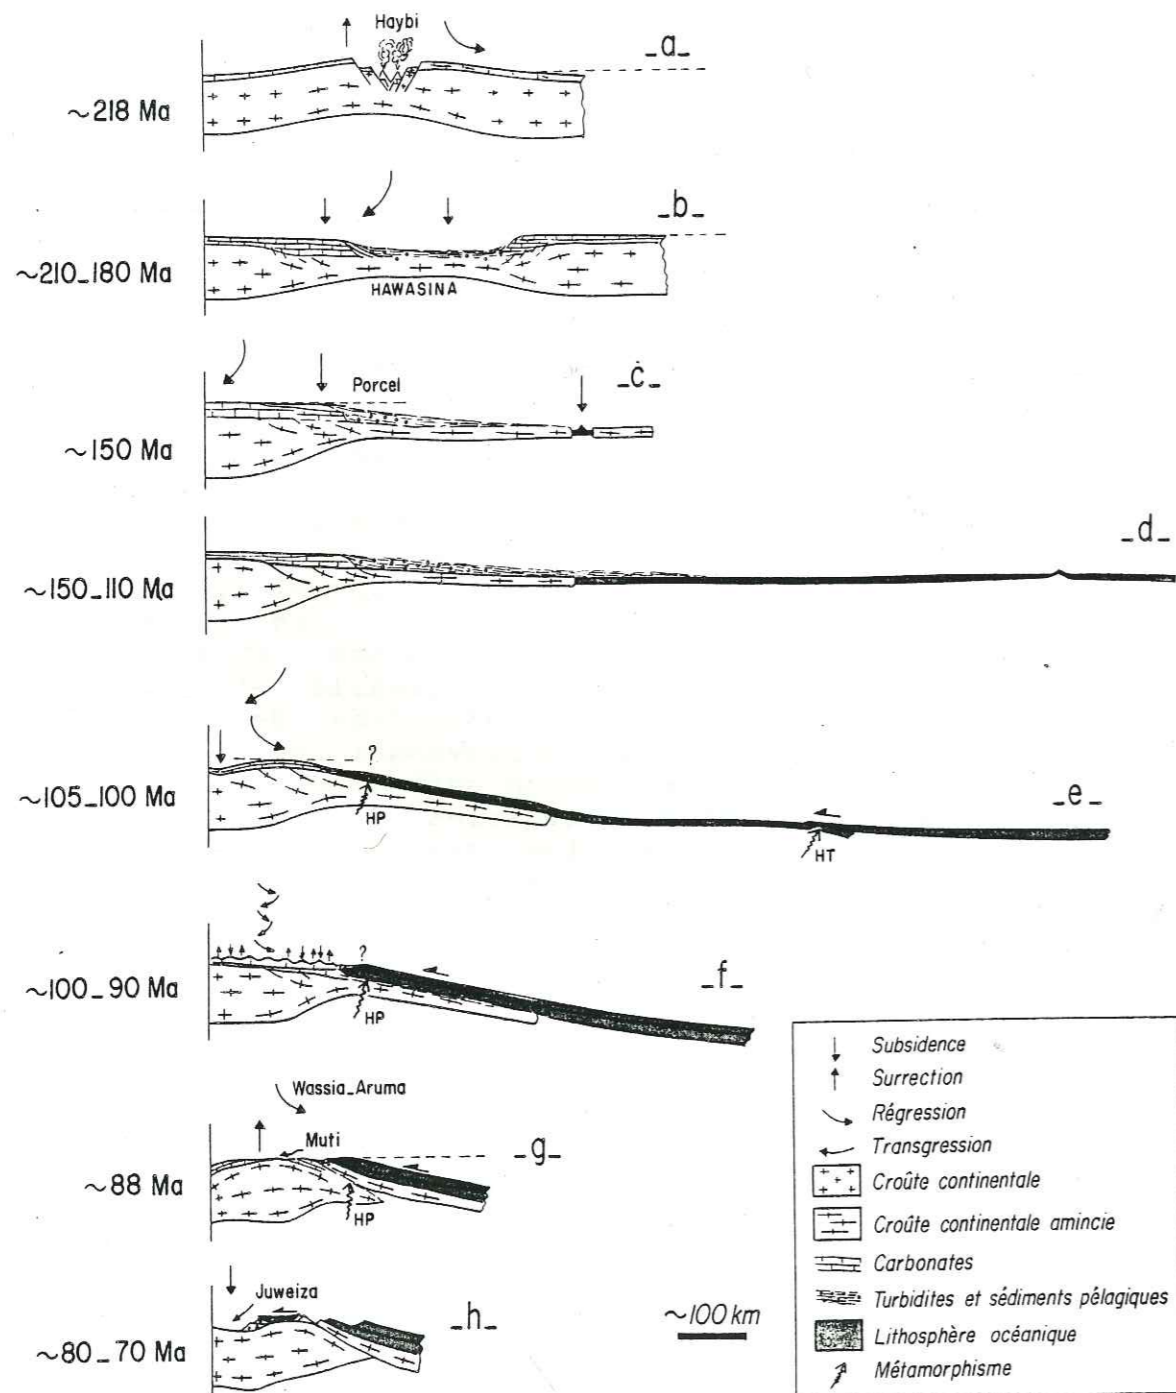 Haybi
_a_
~218 Ma
_b_
~210_180 Ma
HAWASINA
Porcel
_c_
~150 Ma
_d_
~150_110 Ma
?
~105_100 Ma
HP
_e_
HT
?
~100_90 Ma
_f_
HP
Wassia_Aruma
Muti
_g_
~88 Ma
HP
Juweiza
_h_
~80_70 Ma
~100 km
Subsidence
Surrection
Régression
Transgression
Croûte continentale
Croûte continentale amincie
Carbonates
Turbidites et sédiments pélagiques
Lithosphère océanique
Métamorphisme